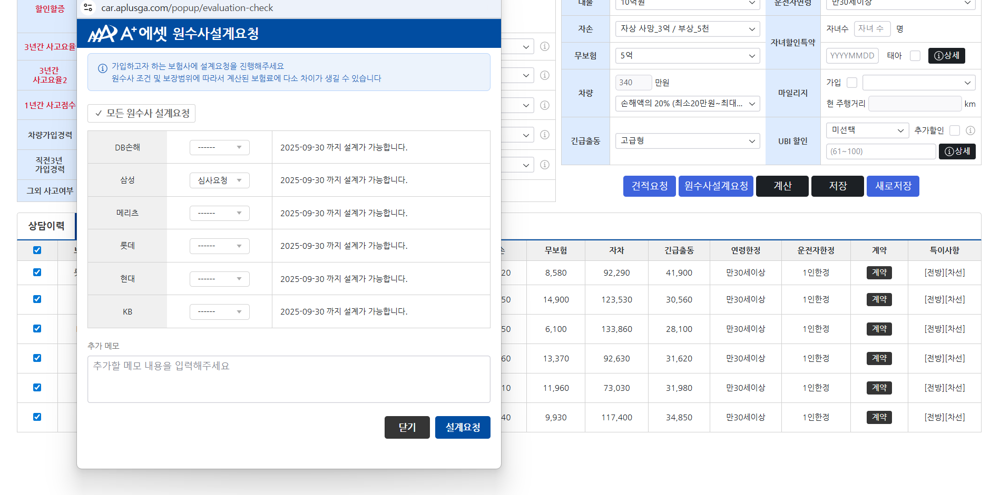 car.aplusga.com/popup/evaluation-check
A+에셋 원수사설계요청
가입하고자 하는 보험사에 설계요청을 진행해주세요
원수사 조건 및 보장범위에 따라서 계산된 보험료에 다소 차이가 생길 수 있습니다
모든 원수사 설계요청
DB손해 ------ 2025-09-30 까지 설계가 가능합니다.
삼성 심사요청 2025-09-30 까지 설계가 가능합니다.
메리츠 ------ 2025-09-30 까지 설계가 가능합니다.
롯데 ------ 2025-09-30 까지 설계가 가능합니다.
현대 ------ 2025-09-30 까지 설계가 가능합니다.
KB ------ 2025-09-30 까지 설계가 가능합니다.
추가 메모
추가할 메모 내용을 입력해주세요
닫기 설계요청
할인할증
3년간 사고요율
3년간
사고요율2
1년간 사고점수
차량가입경력
직전3년
가입경력
그외 사고여부
대물 10억원 운전자연령 만30세이상
자손 자상 사망_3억 / 부상_5천
자녀할인특약
자녀수 자녀 수 명
무보험 5억
YYYYMMDD 태아 상세
차량 340 만원
손해액의 20% (최소20만원~최대...
마일리지 가입
현 주행거리 km
긴급출동 고급형
UBI 할인 미선택 추가할인
(61~100) 상세
견적요청 원수사설계요청 계산 저장 새로저장
상담이력
무보험 자차 긴급출동 연령한정 운전자한정 계약 특이사항
20 8,580 92,290 41,900 만30세이상 1인한정 계약 [전방][차선]
50 14,900 123,530 30,560 만30세이상 1인한정 계약 [전방][차선]
50 6,100 133,860 28,100 만30세이상 1인한정 계약 [전방][차선]
60 13,370 92,630 31,620 만30세이상 1인한정 계약 [전방][차선]
10 11,960 73,030 31,980 만30세이상 1인한정 계약 [전방][차선]
40 9,930 117,400 34,850 만30세이상 1인한정 계약 [전방][차선]